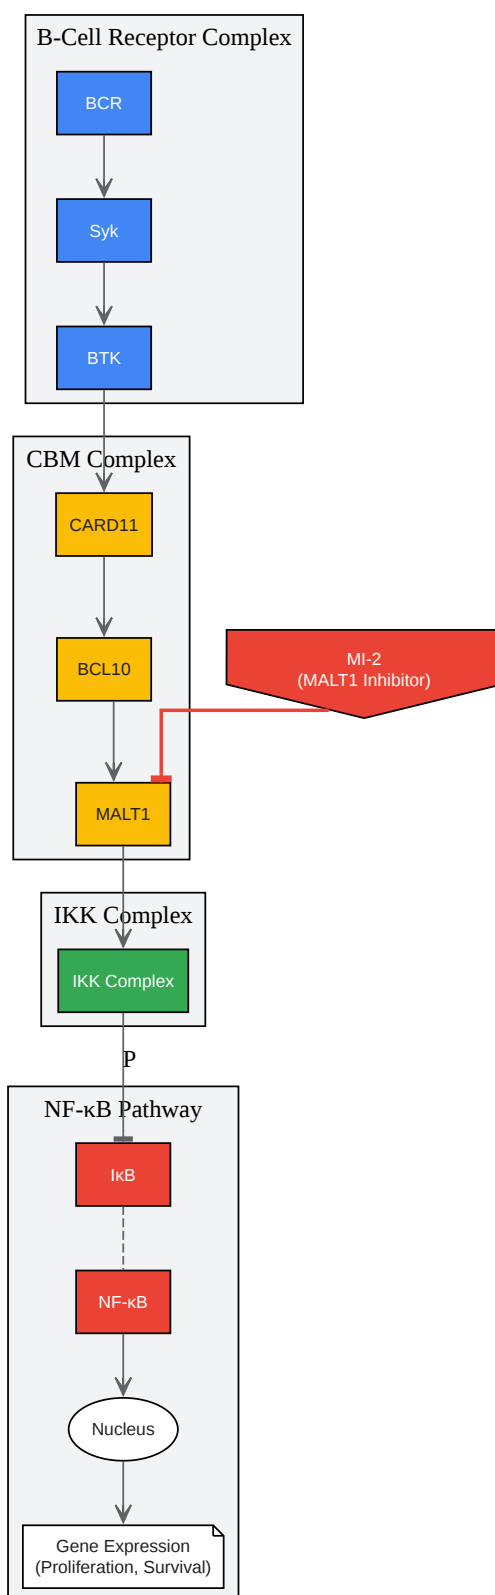 B-Cell Receptor Complex
BCR
Syk
BTK
CBM Complex
CARD11
BCL10
MI-2
(MALT1 Inhibitor)
MALT1
IKK Complex
IKK Complex
P
NF-κB Pathway
IκB
NF-κB
Nucleus
Gene Expression
(Proliferation, Survival)